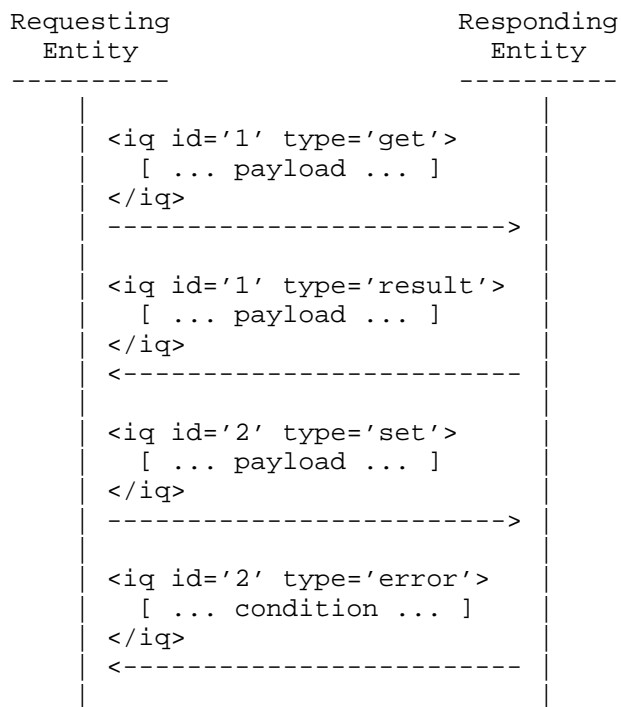 Requesting Responding
Entity Entity
---------- ----------
| |
| <iq id='1' type='get'> |
| [ ... payload ... ] |
| </iq> |
| -------------------------> |
| |
| <iq id='1' type='result'> |
| [ ... payload ... ] |
| </iq> |
| <------------------------- |
| |
| <iq id='2' type='set'> |
| [ ... payload ... ] |
| </iq> |
| -------------------------> |
| |
| <iq id='2' type='error'> |
| [ ... condition ... ] |
| </iq> |
| <------------------------- |
| |